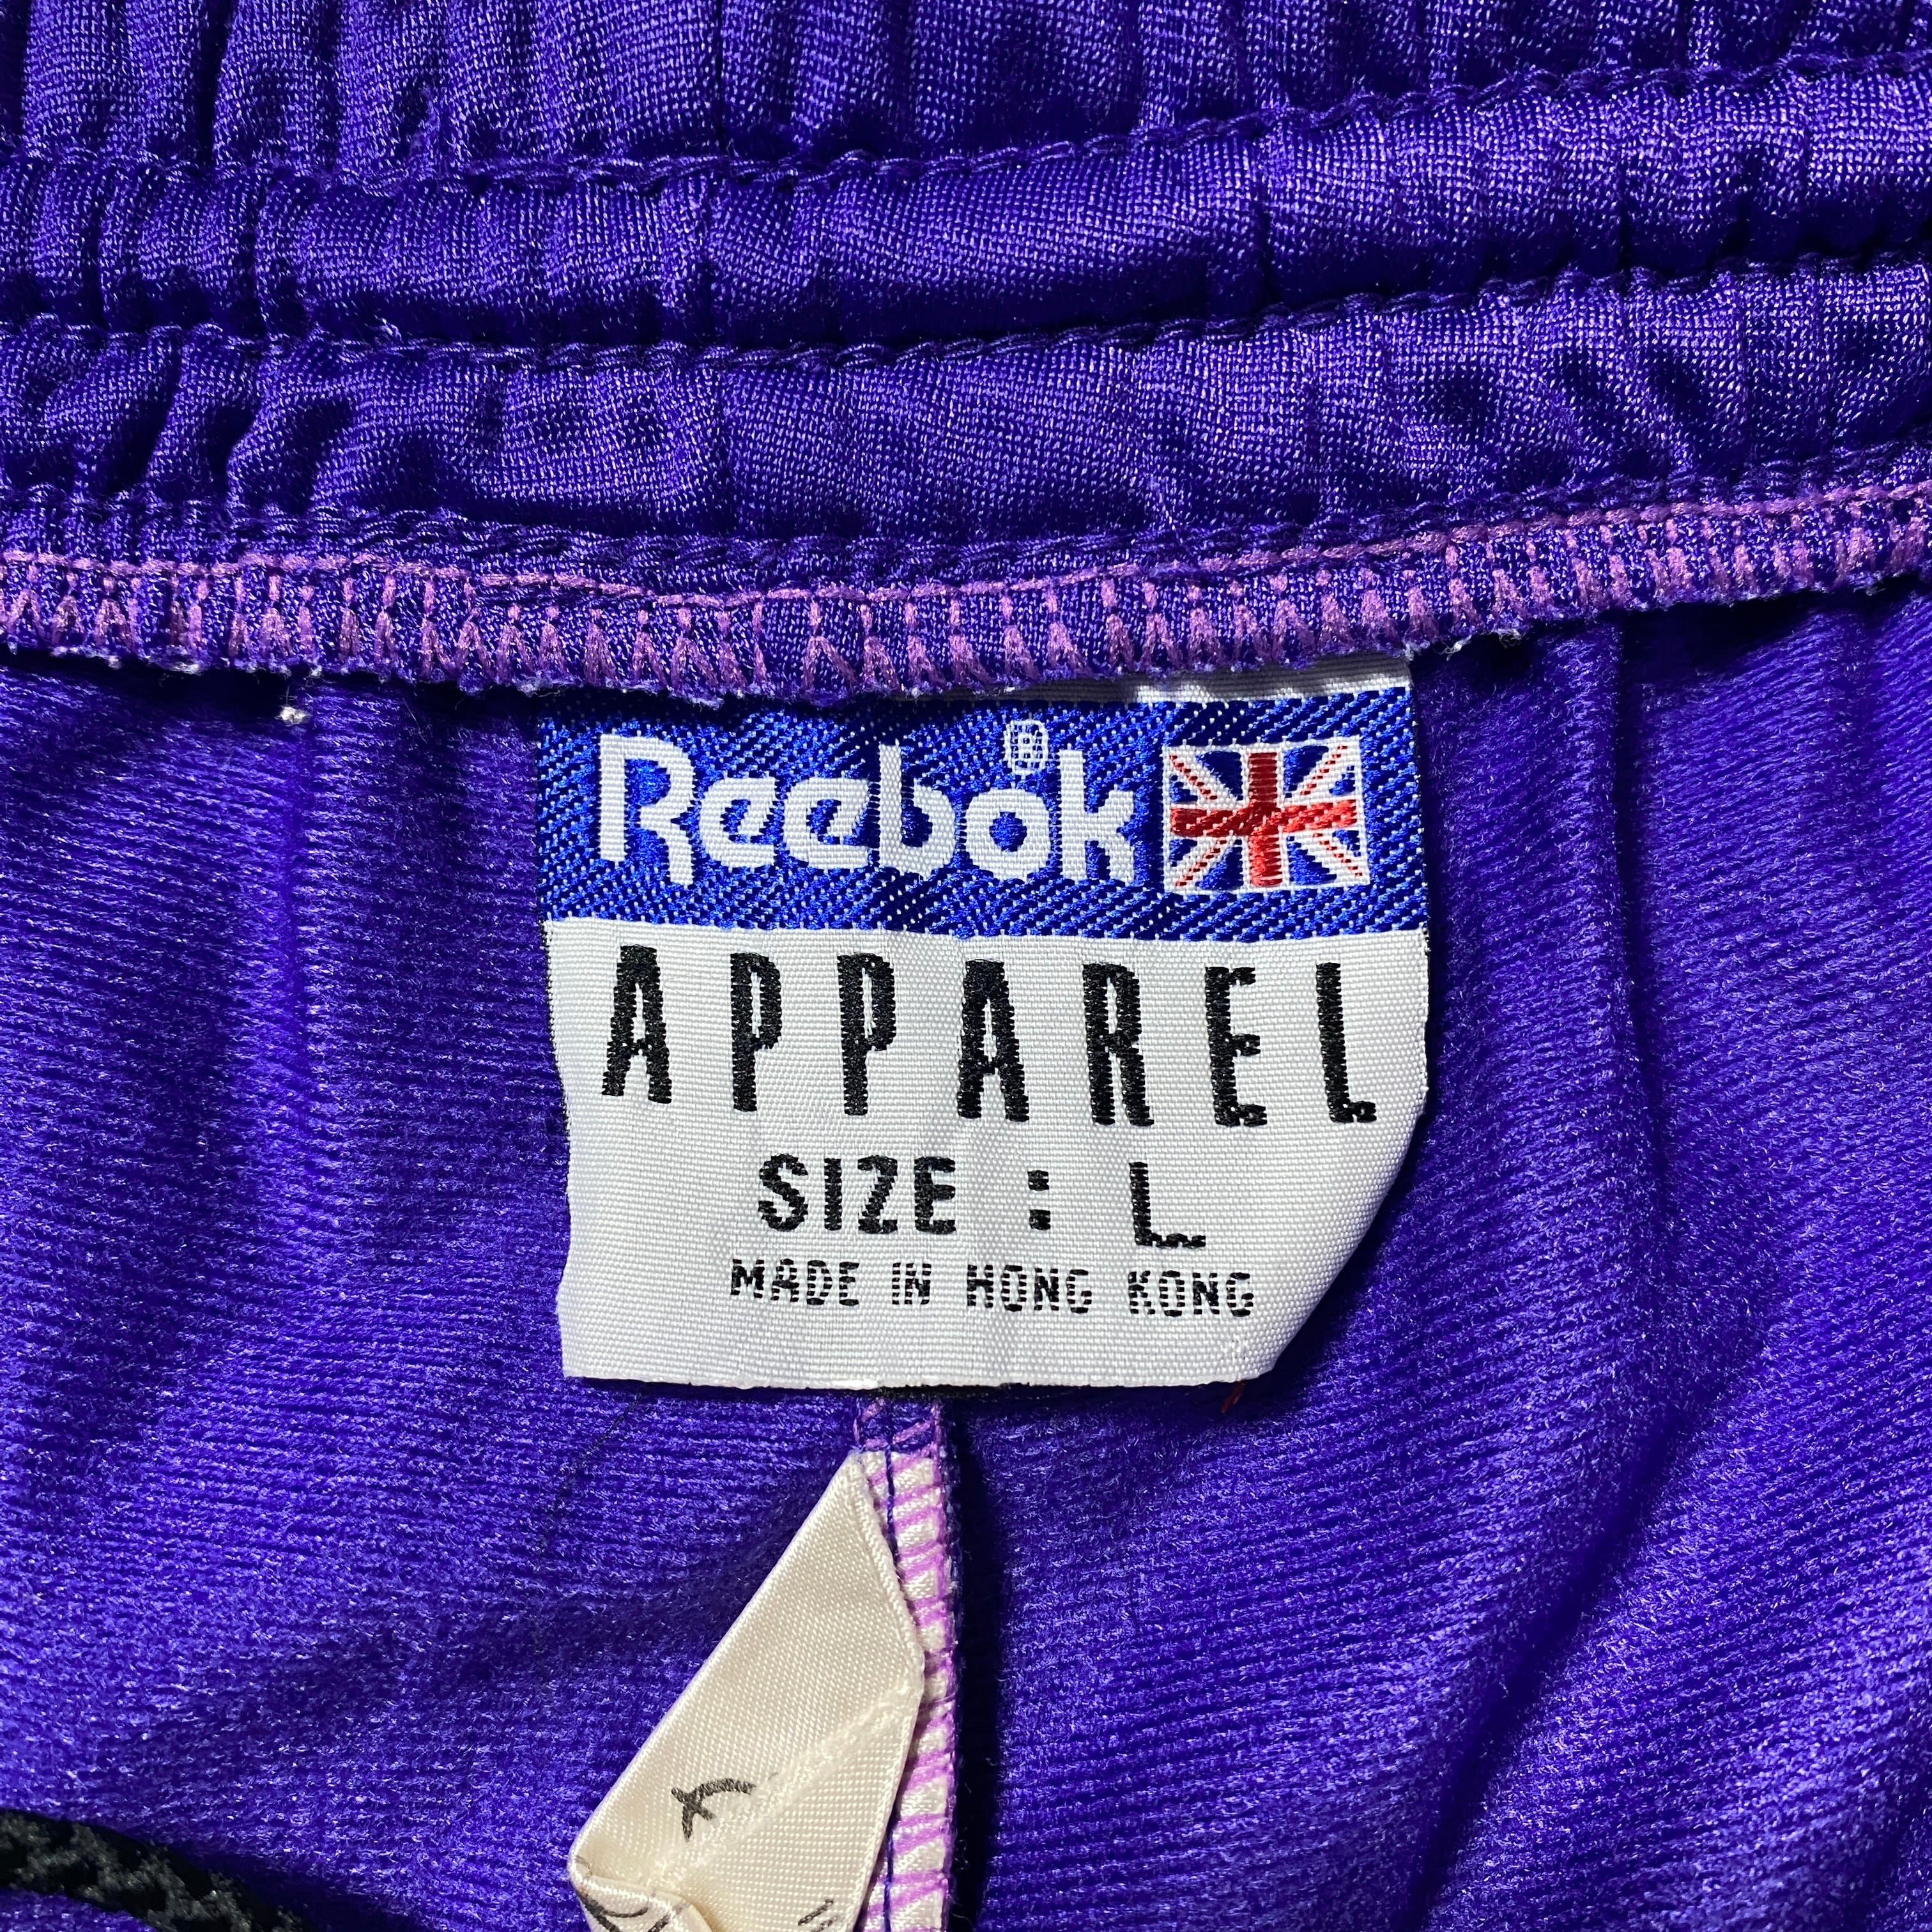 Reebok®
APPAREL
SIZE : L
MADE IN HONG KONG